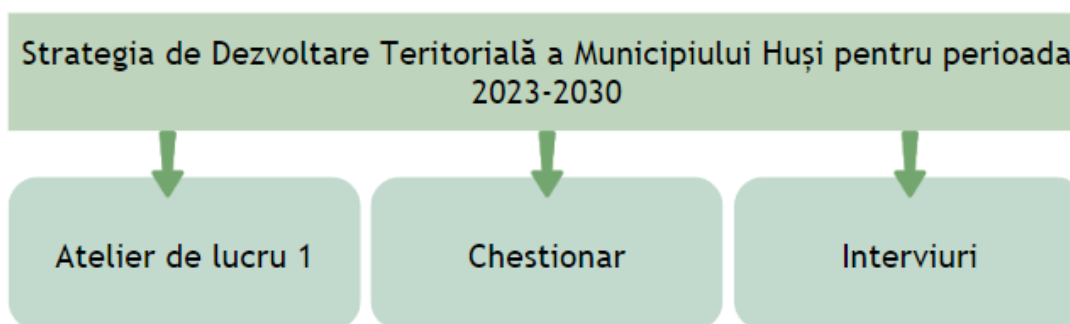 Strategia de Dezvoltare Teritorială a Municipiului Huși pentru perioada
2023-2030
Atelier de lucru 1
Chestionar
Interviuri